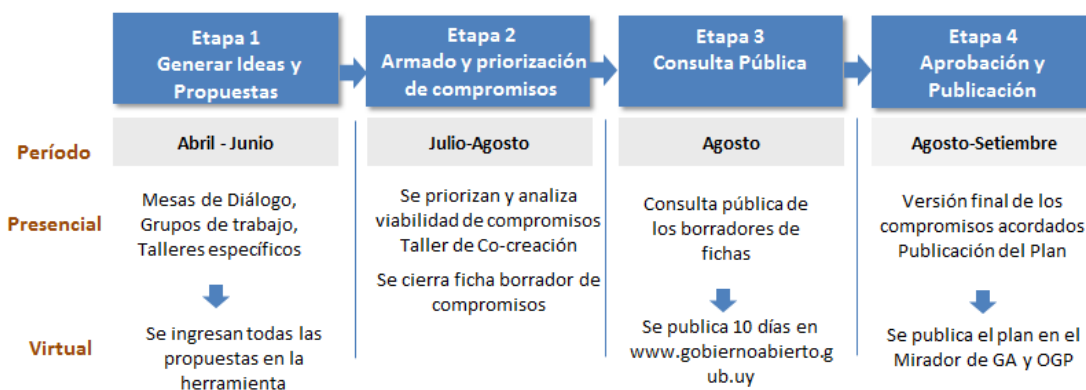 Etapa 1
Generar Ideas y
Propuestas
Etapa 2
Armado y priorización
de compromisos
Etapa 3
Consulta Pública
Etapa 4
Aprobación y
Publicación
Período
Abril - Junio
Julio-Agosto
Agosto
Agosto-Setiembre
Presencial
Mesas de Diálogo,
Grupos de trabajo,
Talleres específicos
Se priorizan y analiza
viabilidad de compromisos
Taller de Co-creación
Se cierra ficha borrador de
compromisos
Consulta pública de
los borradores de
fichas
Versión final de los
compromisos acordados
Publicación del Plan
Virtual
Se ingresan todas las
propuestas en la
herramienta
Se publica 10 días en
www.gobiernoabierto.g
ub.uy
Se publica el plan en el
Mirador de GA y OGP